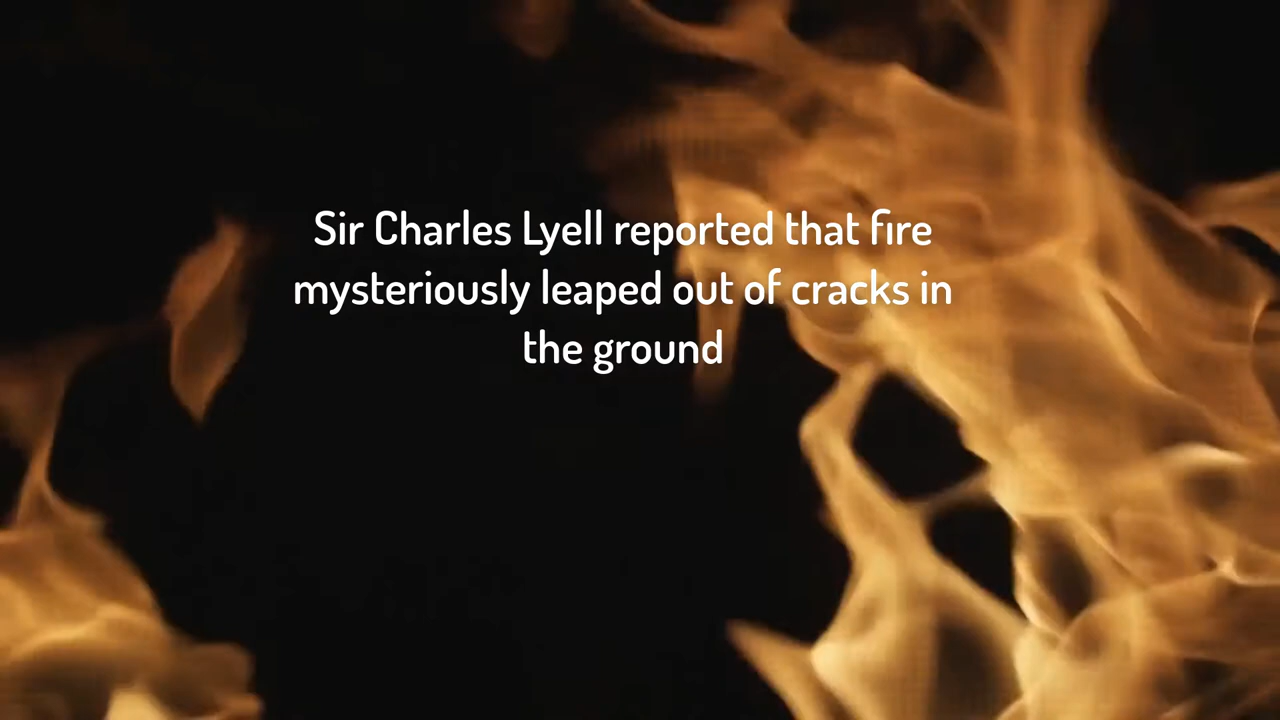 Sir Charles Lyell reported that fire
mysteriously leaped out of cracks in
the ground